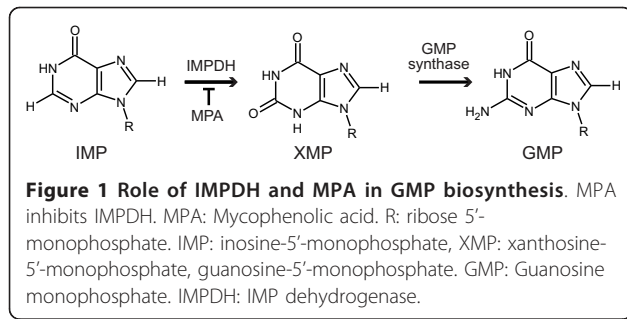 O
O
O
HN
N
H
N
N
H
R
IMP
IMPDH
MPA
HN
N
H
O
N
H
N
R
XMP
GMP
synthase
HN
N
H
H₂N
N
N
R
GMP
Figure 1 Role of IMPDH and MPA in GMP biosynthesis. MPA
inhibits IMPDH. MPA: Mycophenolic acid. R: ribose 5'-
monophosphate. IMP: inosine-5'-monophosphate, XMP: xanthosine-
5'-monophosphate, guanosine-5'-monophosphate. GMP: Guanosine
monophosphate. IMPDH: IMP dehydrogenase.